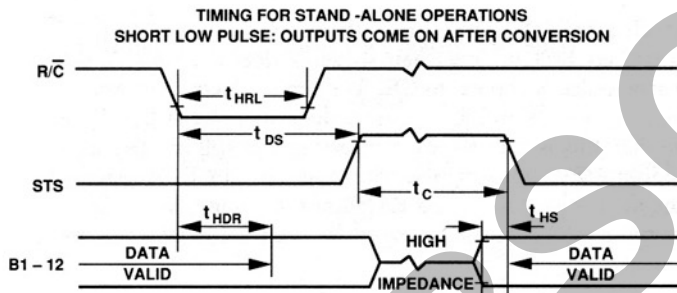 TIMING FOR STAND -ALONE OPERATIONS
SHORT LOW PULSE: OUTPUTS COME ON AFTER CONVERSION
R/C̅
tHRL
tDS
STS
tC
tHDR
tHS
HIGH
DATA
DATA
B1 – 12
VALID
IMPEDANCE
VALID